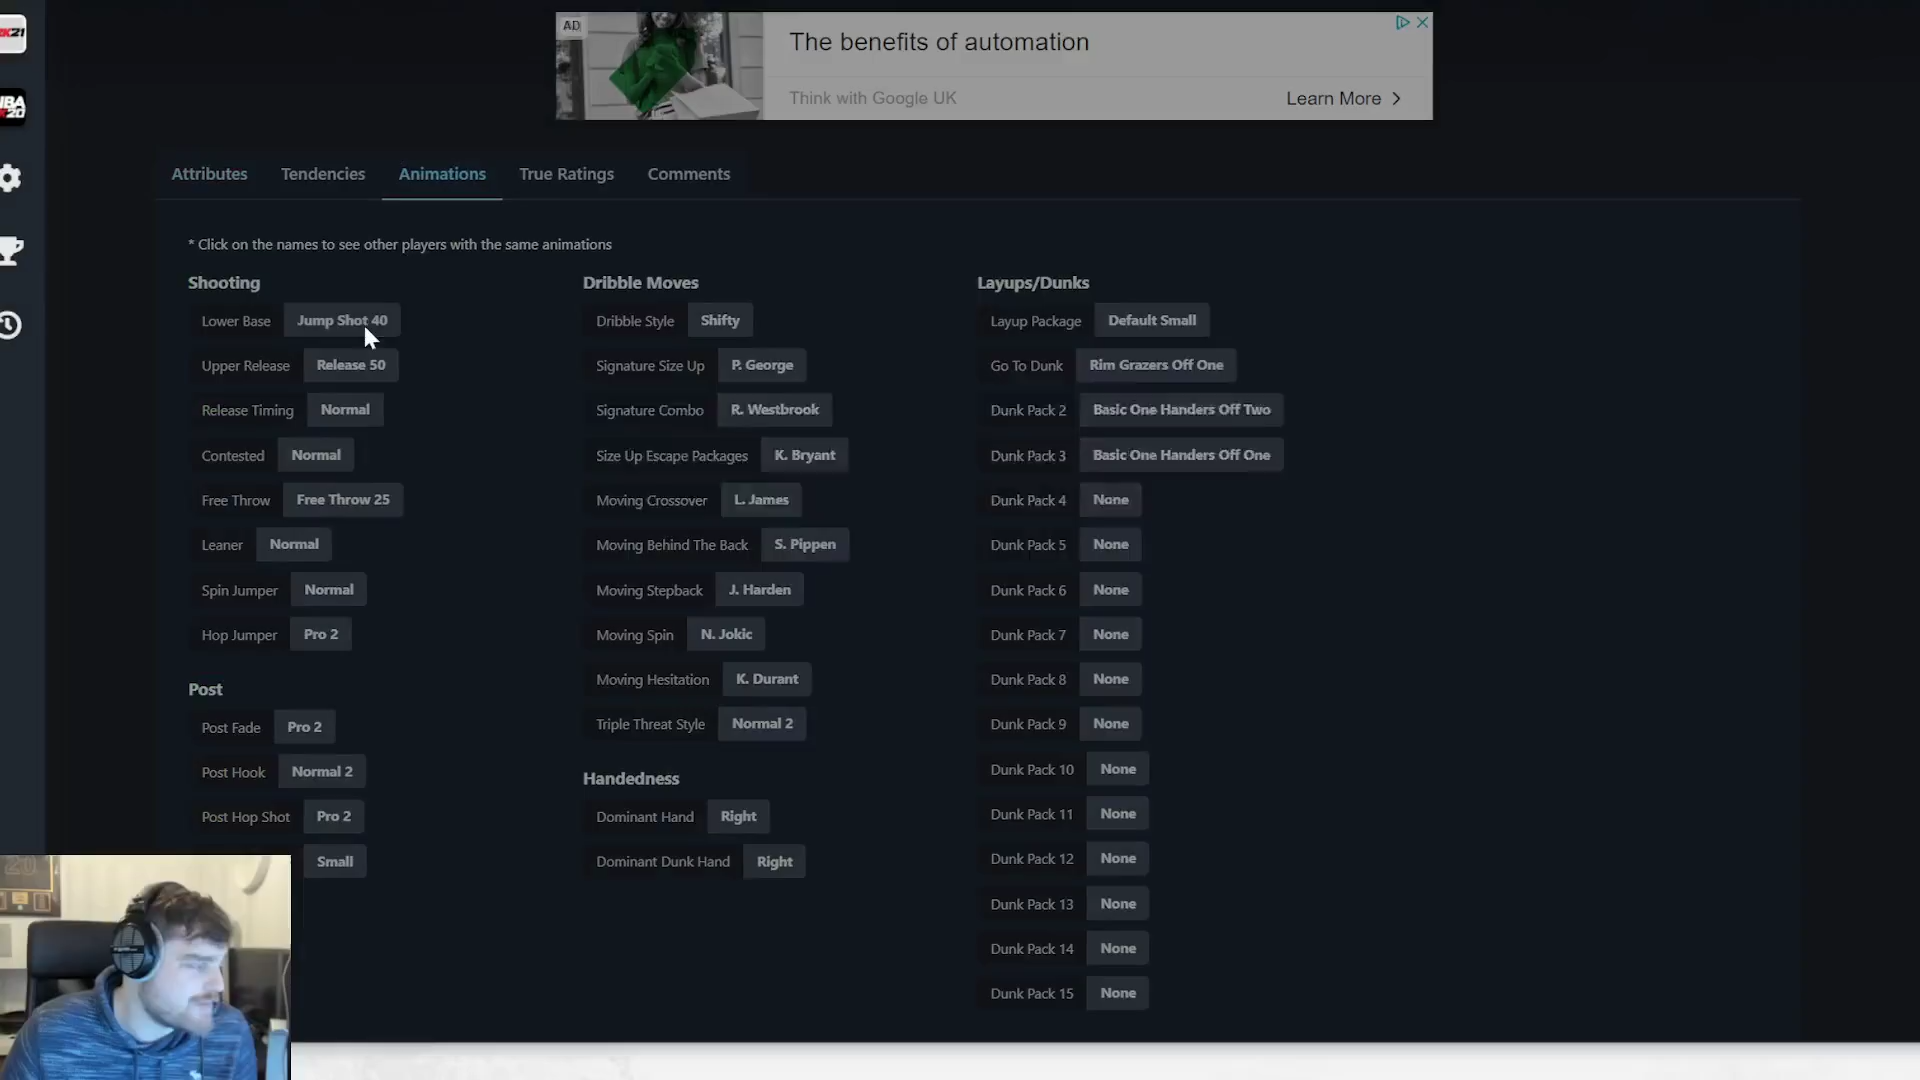 K21
NBA
K20
AD
The benefits of automation
Think with Google UK
Learn More
Attributes
Tendencies
Animations
True Ratings
Comments
* Click on the names to see other players with the same animations
Shooting
Lower Base Jump Shot 40
Upper Release Release 50
Release Timing Normal
Contested Normal
Free Throw Free Throw 25
Leaner Normal
Spin Jumper Normal
Hop Jumper Pro 2
Post
Post Fade Pro 2
Post Hook Normal 2
Post Hop Shot Pro 2
Small
Dribble Moves
Dribble Style Shifty
Signature Size Up P. George
Signature Combo R. Westbrook
Size Up Escape Packages K. Bryant
Moving Crossover L. James
Moving Behind The Back S. Pippen
Moving Stepback J. Harden
Moving Spin N. Jokic
Moving Hesitation K. Durant
Triple Threat Style Normal 2
Handedness
Dominant Hand Right
Dominant Dunk Hand Right
Layups/Dunks
Layup Package Default Small
Go To Dunk Rim Grazers Off One
Dunk Pack 2 Basic One Handers Off Two
Dunk Pack 3 Basic One Handers Off One
Dunk Pack 4 None
Dunk Pack 5 None
Dunk Pack 6 None
Dunk Pack 7 None
Dunk Pack 8 None
Dunk Pack 9 None
Dunk Pack 10 None
Dunk Pack 11 None
Dunk Pack 12 None
Dunk Pack 13 None
Dunk Pack 14 None
Dunk Pack 15 None